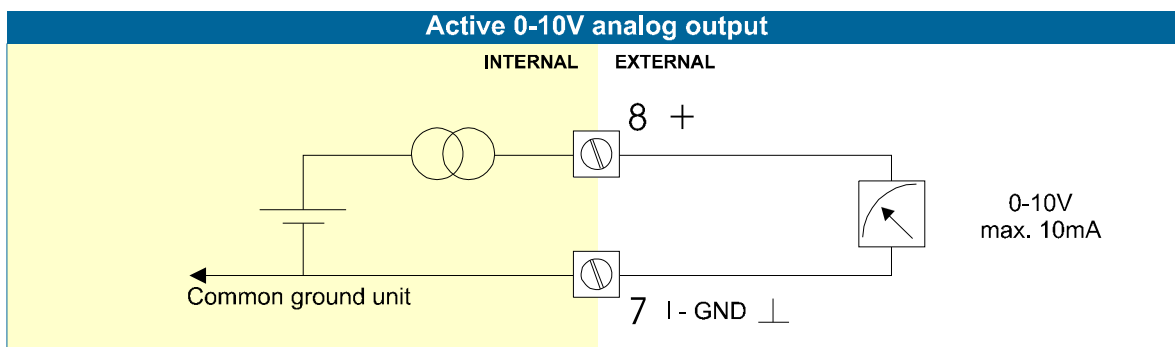 Active 0-10V analog output
INTERNAL EXTERNAL
8 +
0-10V
max. 10mA
Common ground unit
7 I - GND ⊥